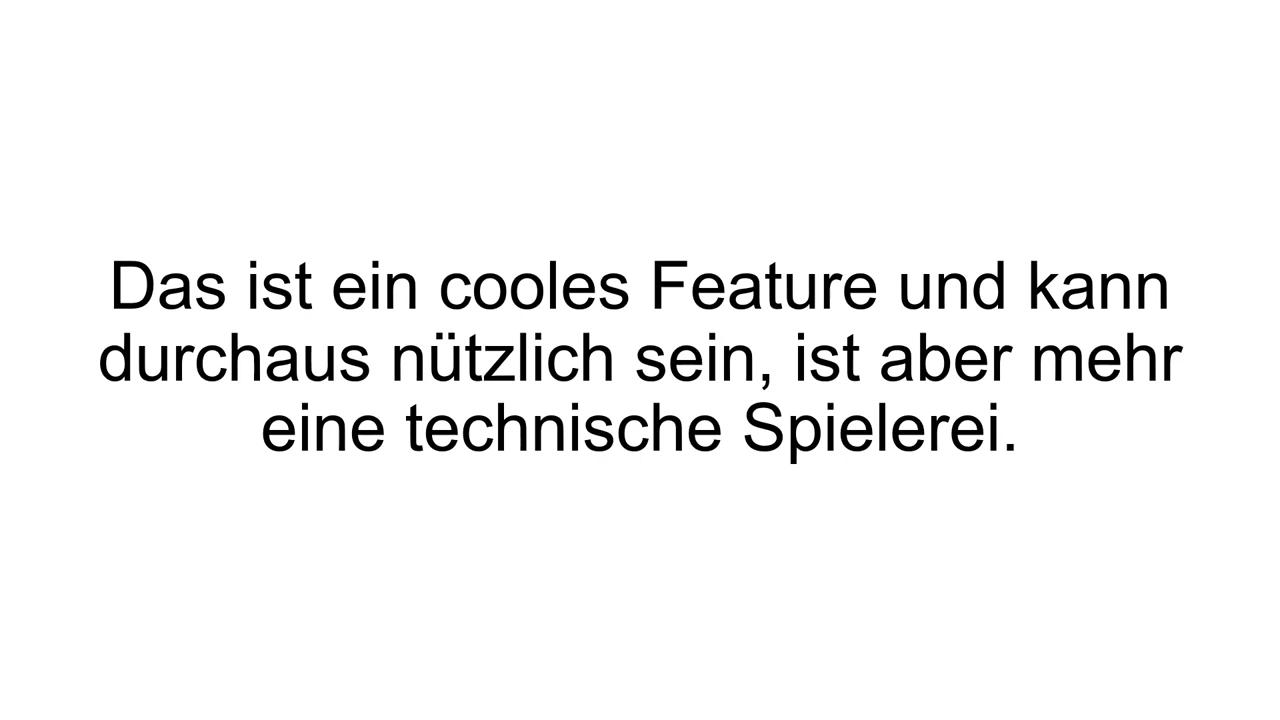 Das ist ein cooles Feature und kann
durchaus nützlich sein, ist aber mehr
eine technische Spielerei.